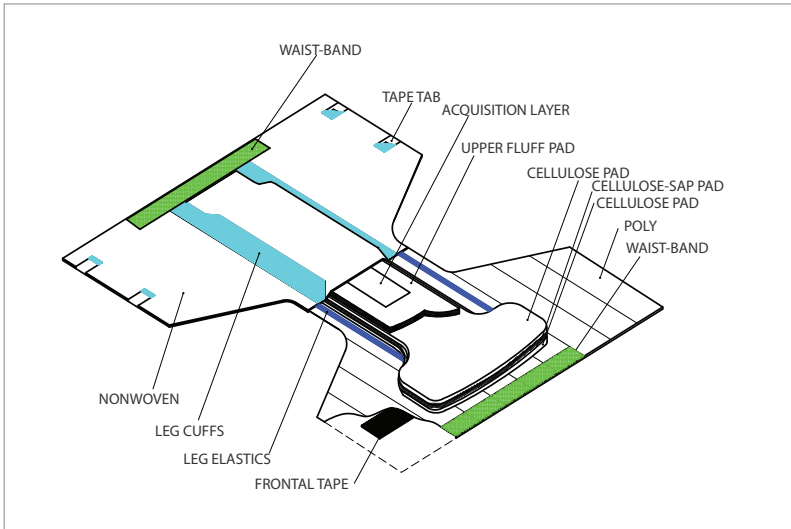 WAIST-BAND
TAPE TAB
ACQUISITION LAYER
UPPER FLUFF PAD
CELLULOSE PAD
CELLULOSE-SAP PAD
CELLULOSE PAD
POLY
WAIST-BAND
NONWOVEN
LEG CUFFS
LEG ELASTICS
FRONTAL TAPE